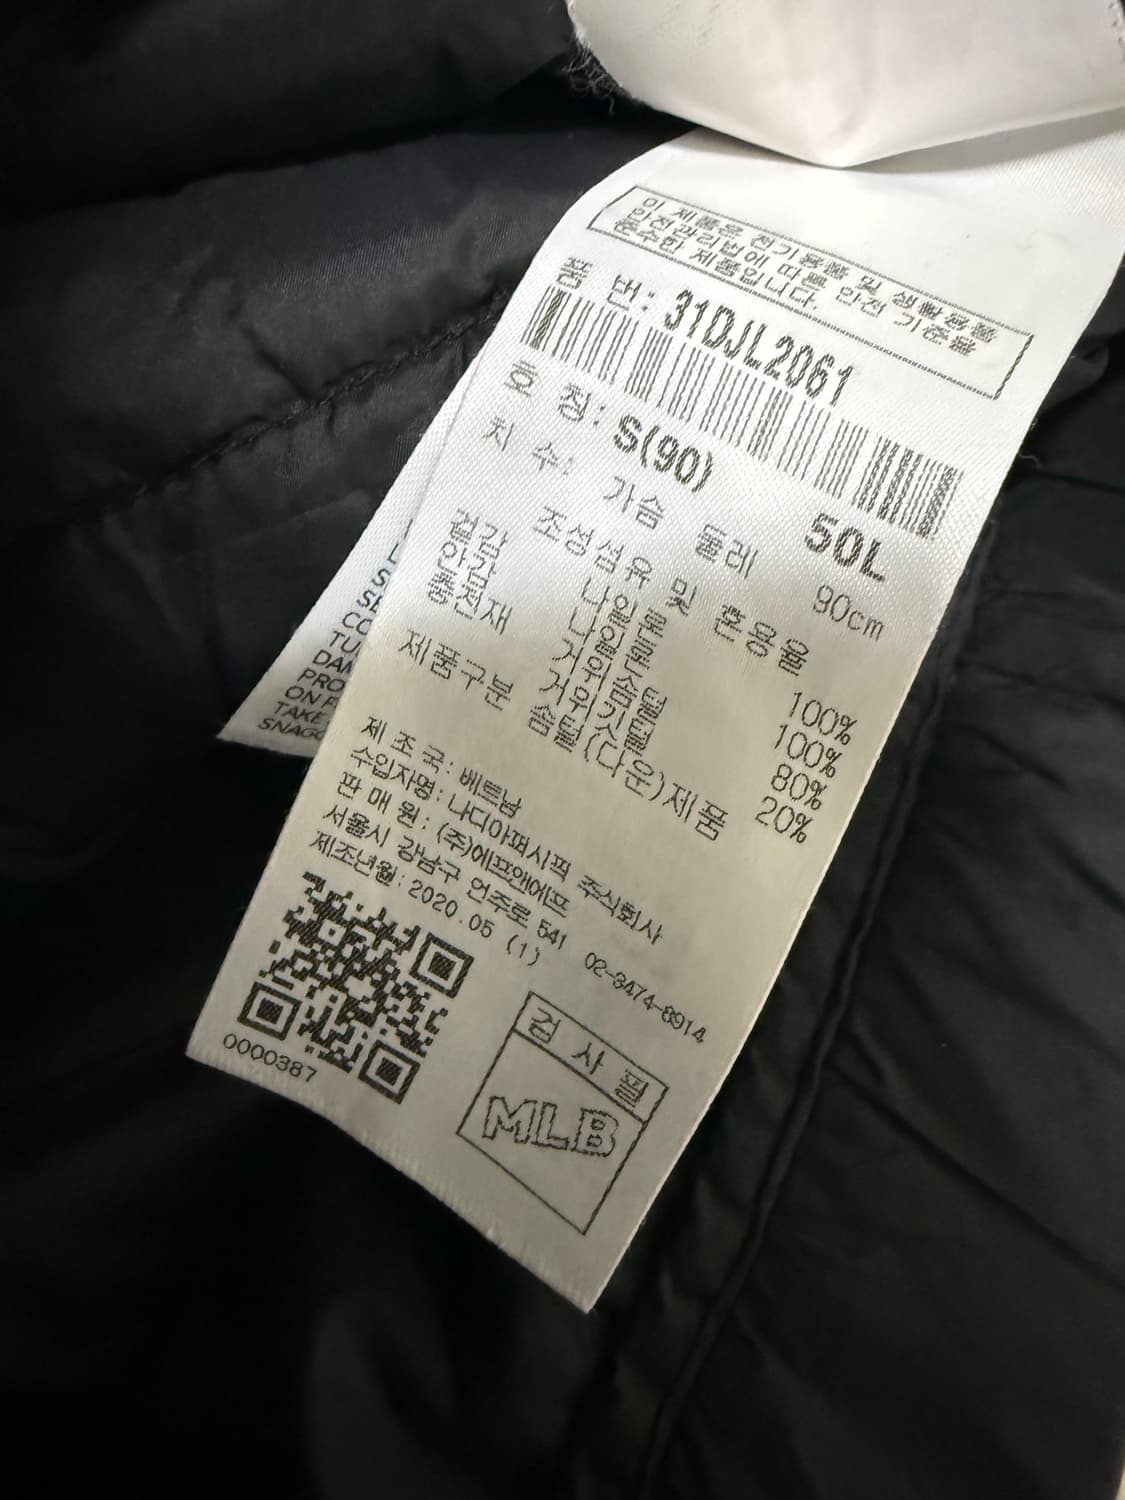 이 제품은 전기용품 및 생활용품
안전관리법에 따른 안전 기준을
준수한 제품입니다.
품 번: 31DJL2061
호 칭: S(90) 50L
치 수: 가슴 둘레 90cm
조성섬유 및 혼용율
겉감 나일론 100%
안감 나일론 100%
충전재 거위솜털 80%
거위깃털 20%
제품구분 솜털(다운)제품
제 조 국: 베트남
수입자명: 나디아퍼시픽 주식회사
판 매 원: (주)에프앤에프
서울시 강남구 언주로 541 02-3474-8914
제조년월: 2020.05 (1)
0000387
검 사 필
MLB
DAM
PRO
ON F
TAKE
SNAGG